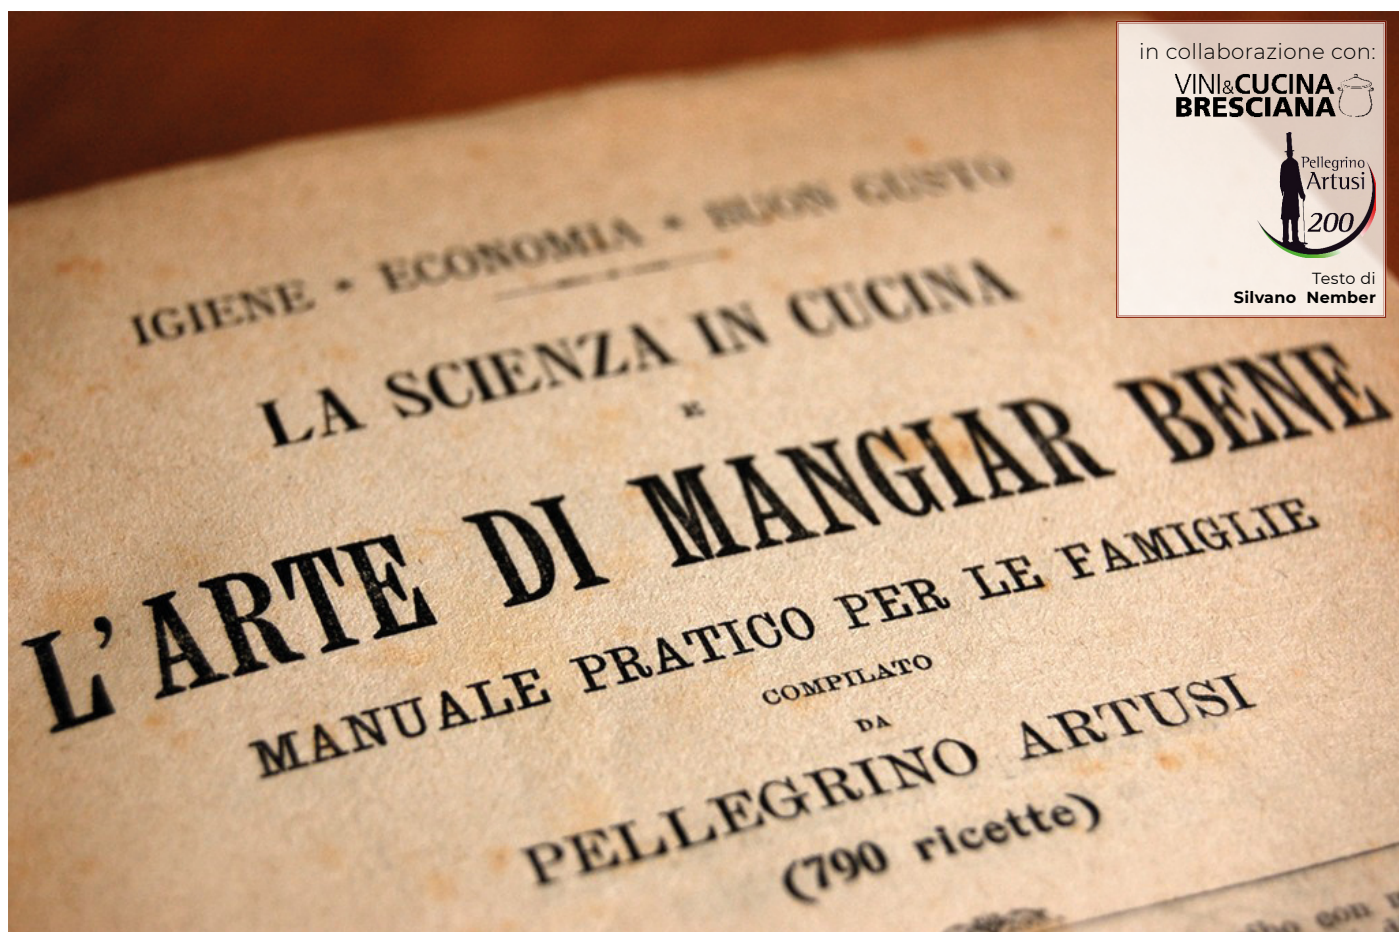 in collaborazione con:
VINI&CUCINA
BRESCIANA
Pellegrino
Artusi
200
Testo di
Silvano Nember
IGIENE * ECONOMIA * BUON GUSTO
LA SCIENZA IN CUCINA
E
L'ARTE DI MANGIAR BENE
MANUALE PRATICO PER LE FAMIGLIE
COMPILATO
DA
PELLEGRINO ARTUSI
(790 ricette)
con